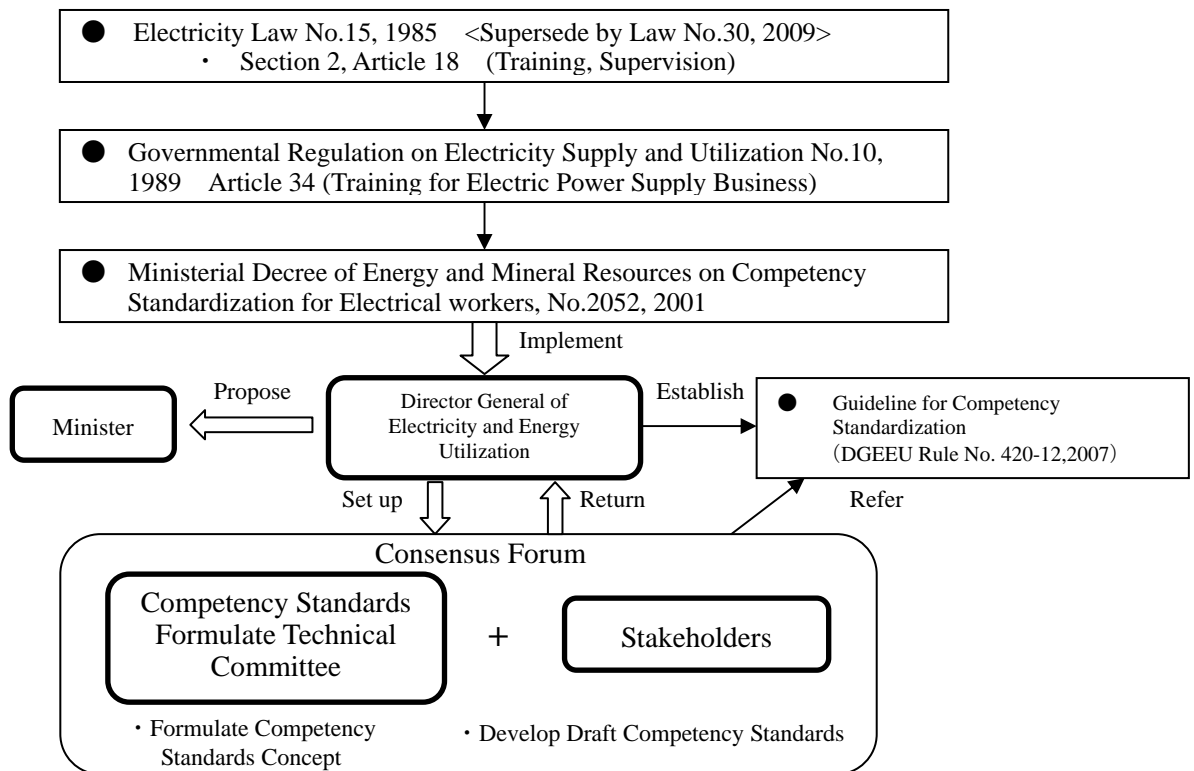 ● Electricity Law No.15, 1985 <Supersede by Law No.30, 2009>
・ Section 2, Article 18 (Training, Supervision)
● Governmental Regulation on Electricity Supply and Utilization No.10,
1989 Article 34 (Training for Electric Power Supply Business)
● Ministerial Decree of Energy and Mineral Resources on Competency
Standardization for Electrical workers, No.2052, 2001
Implement
Propose
Establish
Minister
Director General of
Electricity and Energy
Utilization
● Guideline for Competency
Standardization
（DGEEU Rule No. 420-12,2007）
Set up
Return
Refer
Consensus Forum
Competency Standards
Formulate Technical
Committee
+
Stakeholders
・Formulate Competency
Standards Concept
・Develop Draft Competency Standards